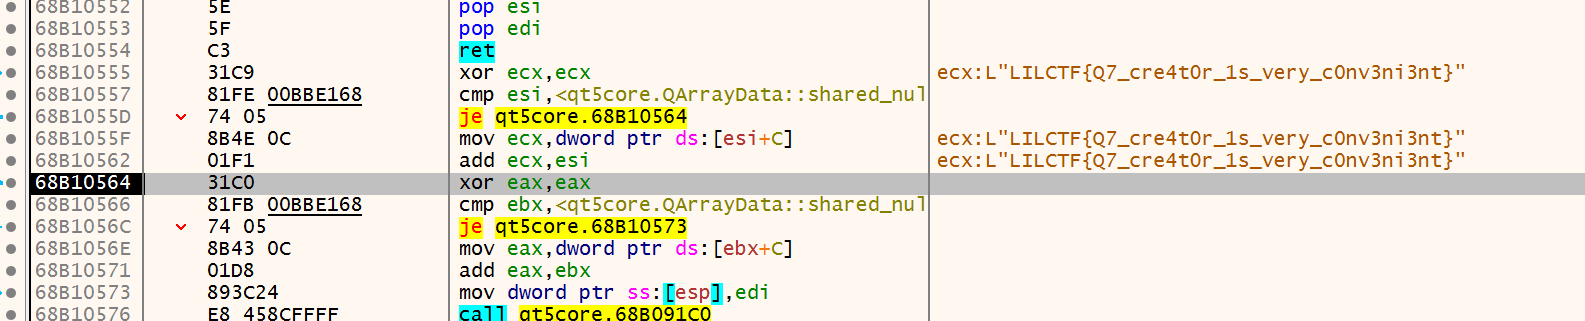 68B10552 5E pop esi
68B10553 5F pop edi
68B10554 C3 ret
68B10555 31C9 xor ecx,ecx ecx:L"LILCTF{Q7_cre4t0r_1s_very_c0nv3ni3nt}"
68B10557 81FE 00BBE168 cmp esi,<qt5core.QArrayData::shared_nul
68B1055D 74 05 je qt5core.68B10564
68B1055F 8B4E 0C mov ecx,dword ptr ds:[esi+C] ecx:L"LILCTF{Q7_cre4t0r_1s_very_c0nv3ni3nt}"
68B10562 01F1 add ecx,esi ecx:L"LILCTF{Q7_cre4t0r_1s_very_c0nv3ni3nt}"
68B10564 31C0 xor eax,eax
68B10566 81FB 00BBE168 cmp ebx,<qt5core.QArrayData::shared_nul
68B1056C 74 05 je qt5core.68B10573
68B1056E 8B43 0C mov eax,dword ptr ds:[ebx+C]
68B10571 01D8 add eax,ebx
68B10573 893C24 mov dword ptr ss:[esp],edi
68B10576 E8 458CFFFF call qt5core.68B091C0